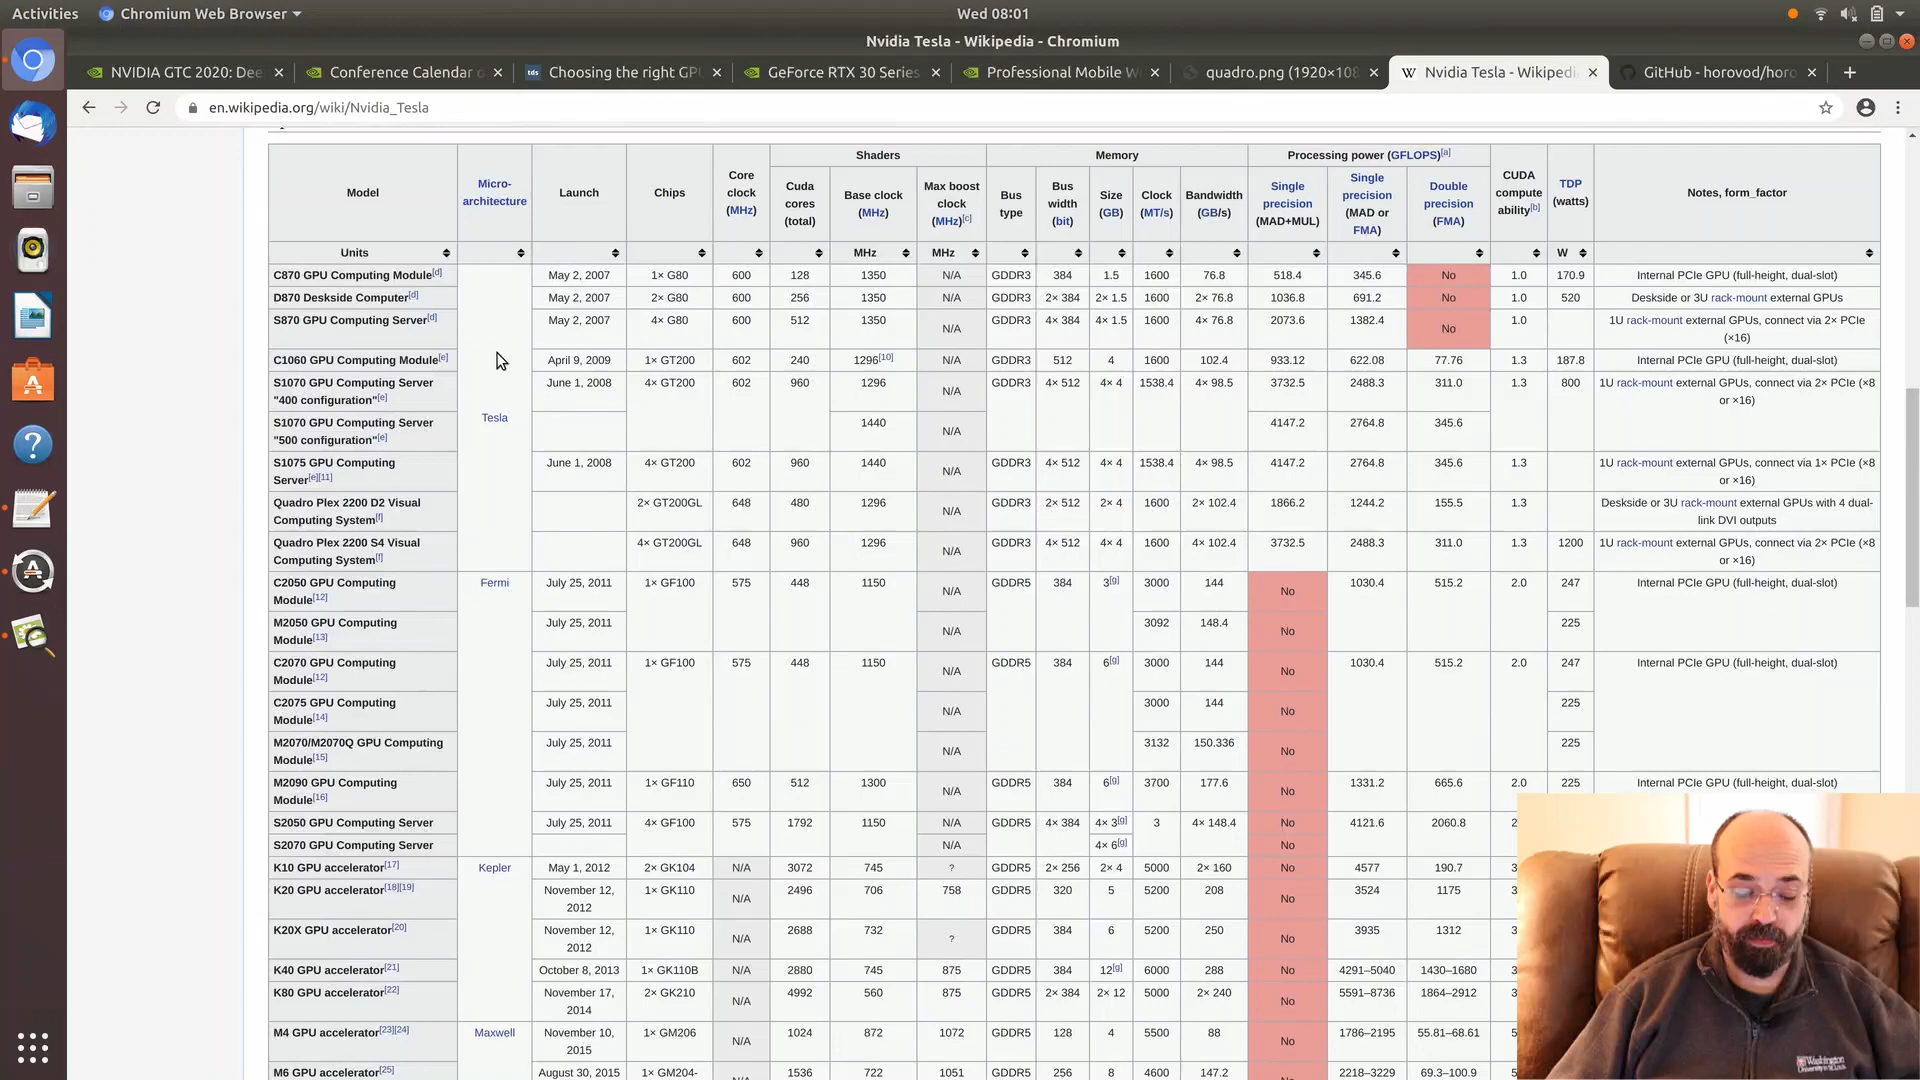 Activities
Chromium Web Browser
Wed 08:01
Nvidia Tesla - Wikipedia - Chromium
NVIDIA GTC 2020: Dee
Conference Calendar o
tds
Choosing the right GP
GeForce RTX 30 Series
Professional Mobile W
quadro.png (1920×108
W
Nvidia Tesla - Wikipedi
GitHub - horovod/horo
en.wikipedia.org/wiki/Nvidia_Tesla
Model Micro-architecture Launch Chips Core clock (MHz) Shaders Memory Processing power (GFLOPS)[a] CUDA compute ability[b] TDP (watts) Notes, form_factor
Cuda cores (total) Base clock (MHz) Max boost clock (MHz)[c] Bus type Bus width (bit) Size (GB) Clock (MT/s) Bandwidth (GB/s) Single precision (MAD+MUL) Single precision (MAD or FMA) Double precision (FMA)
Units MHz MHz W
C870 GPU Computing Module[d] Tesla May 2, 2007 1× G80 600 128 1350 N/A GDDR3 384 1.5 1600 76.8 518.4 345.6 No 1.0 170.9 Internal PCIe GPU (full-height, dual-slot)
D870 Deskside Computer[d] May 2, 2007 2× G80 600 256 1350 N/A GDDR3 2× 384 2× 1.5 1600 2× 76.8 1036.8 691.2 No 1.0 520 Deskside or 3U rack-mount external GPUs
S870 GPU Computing Server[d] May 2, 2007 4× G80 600 512 1350 N/A GDDR3 4× 384 4× 1.5 1600 4× 76.8 2073.6 1382.4 No 1.0 1U rack-mount external GPUs, connect via 2× PCIe (×16)
C1060 GPU Computing Module[e] April 9, 2009 1× GT200 602 240 1296[10] N/A GDDR3 512 4 1600 102.4 933.12 622.08 77.76 1.3 187.8 Internal PCIe GPU (full-height, dual-slot)
S1070 GPU Computing Server "400 configuration"[e] June 1, 2008 4× GT200 602 960 1296 N/A GDDR3 4× 512 4× 4 1538.4 4× 98.5 3732.5 2488.3 311.0 1.3 800 1U rack-mount external GPUs, connect via 2× PCIe (×8 or ×16)
S1070 GPU Computing Server "500 configuration"[e] 1440 N/A 4147.2 2764.8 345.6
S1075 GPU Computing Server[e][11] June 1, 2008 4× GT200 602 960 1440 N/A GDDR3 4× 512 4× 4 1538.4 4× 98.5 4147.2 2764.8 345.6 1.3 1U rack-mount external GPUs, connect via 1× PCIe (×8 or ×16)
Quadro Plex 2200 D2 Visual Computing System[f] 2× GT200GL 648 480 1296 N/A GDDR3 2× 512 2× 4 1600 2× 102.4 1866.2 1244.2 155.5 1.3 Deskside or 3U rack-mount external GPUs with 4 dual-link DVI outputs
Quadro Plex 2200 S4 Visual Computing System[f] 4× GT200GL 648 960 1296 N/A GDDR3 4× 512 4× 4 1600 4× 102.4 3732.5 2488.3 311.0 1.3 1200 1U rack-mount external GPUs, connect via 2× PCIe (×8 or ×16)
C2050 GPU Computing Module[12] Fermi July 25, 2011 1× GF100 575 448 1150 N/A GDDR5 384 3[g] 3000 144 No 1030.4 515.2 2.0 247 Internal PCIe GPU (full-height, dual-slot)
M2050 GPU Computing Module[13] July 25, 2011 N/A 3092 148.4 No 225
C2070 GPU Computing Module[12] July 25, 2011 1× GF100 575 448 1150 N/A GDDR5 384 6[g] 3000 144 No 1030.4 515.2 2.0 247 Internal PCIe GPU (full-height, dual-slot)
C2075 GPU Computing Module[14] July 25, 2011 N/A 3000 144 No 225
M2070/M2070Q GPU Computing Module[15] July 25, 2011 N/A 3132 150.336 No 225
M2090 GPU Computing Module[16] July 25, 2011 1× GF110 650 512 1300 N/A GDDR5 384 6[g] 3700 177.6 No 1331.2 665.6 2.0 225 Internal PCIe GPU (full-height, dual-slot)
S2050 GPU Computing Server July 25, 2011 4× GF100 575 1792 1150 N/A GDDR5 4× 384 4× 3[g] 3 4× 148.4 No 4121.6 2060.8 2
S2070 GPU Computing Server N/A 4× 6[g] No
K10 GPU accelerator[17] Kepler May 1, 2012 2× GK104 N/A 3072 745 ? GDDR5 2× 256 2× 4 5000 2× 160 No 4577 190.7 3
K20 GPU accelerator[18][19] November 12, 2012 1× GK110 N/A 2496 706 758 GDDR5 320 5 5200 208 No 3524 1175 3
K20X GPU accelerator[20] November 12, 2012 1× GK110 N/A 2688 732 ? GDDR5 384 6 5200 250 No 3935 1312 3
K40 GPU accelerator[21] October 8, 2013 1× GK110B N/A 2880 745 875 GDDR5 384 12[g] 6000 288 No 4291–5040 1430–1680 3
K80 GPU accelerator[22] November 17, 2014 2× GK210 N/A 4992 560 875 GDDR5 2× 384 2× 12 5000 2× 240 No 5591–8736 1864–2912 3
M4 GPU accelerator[23][24] Maxwell November 10, 2015 1× GM206 N/A 1024 872 1072 GDDR5 128 4 5500 88 No 1786–2195 55.81–68.61 5
M6 GPU accelerator[25] August 30, 2015 1× GM204- N/A 1536 722 1051 GDDR5 256 8 4600 147.2 No 2218–3229 69.3–100.9 5
Washington